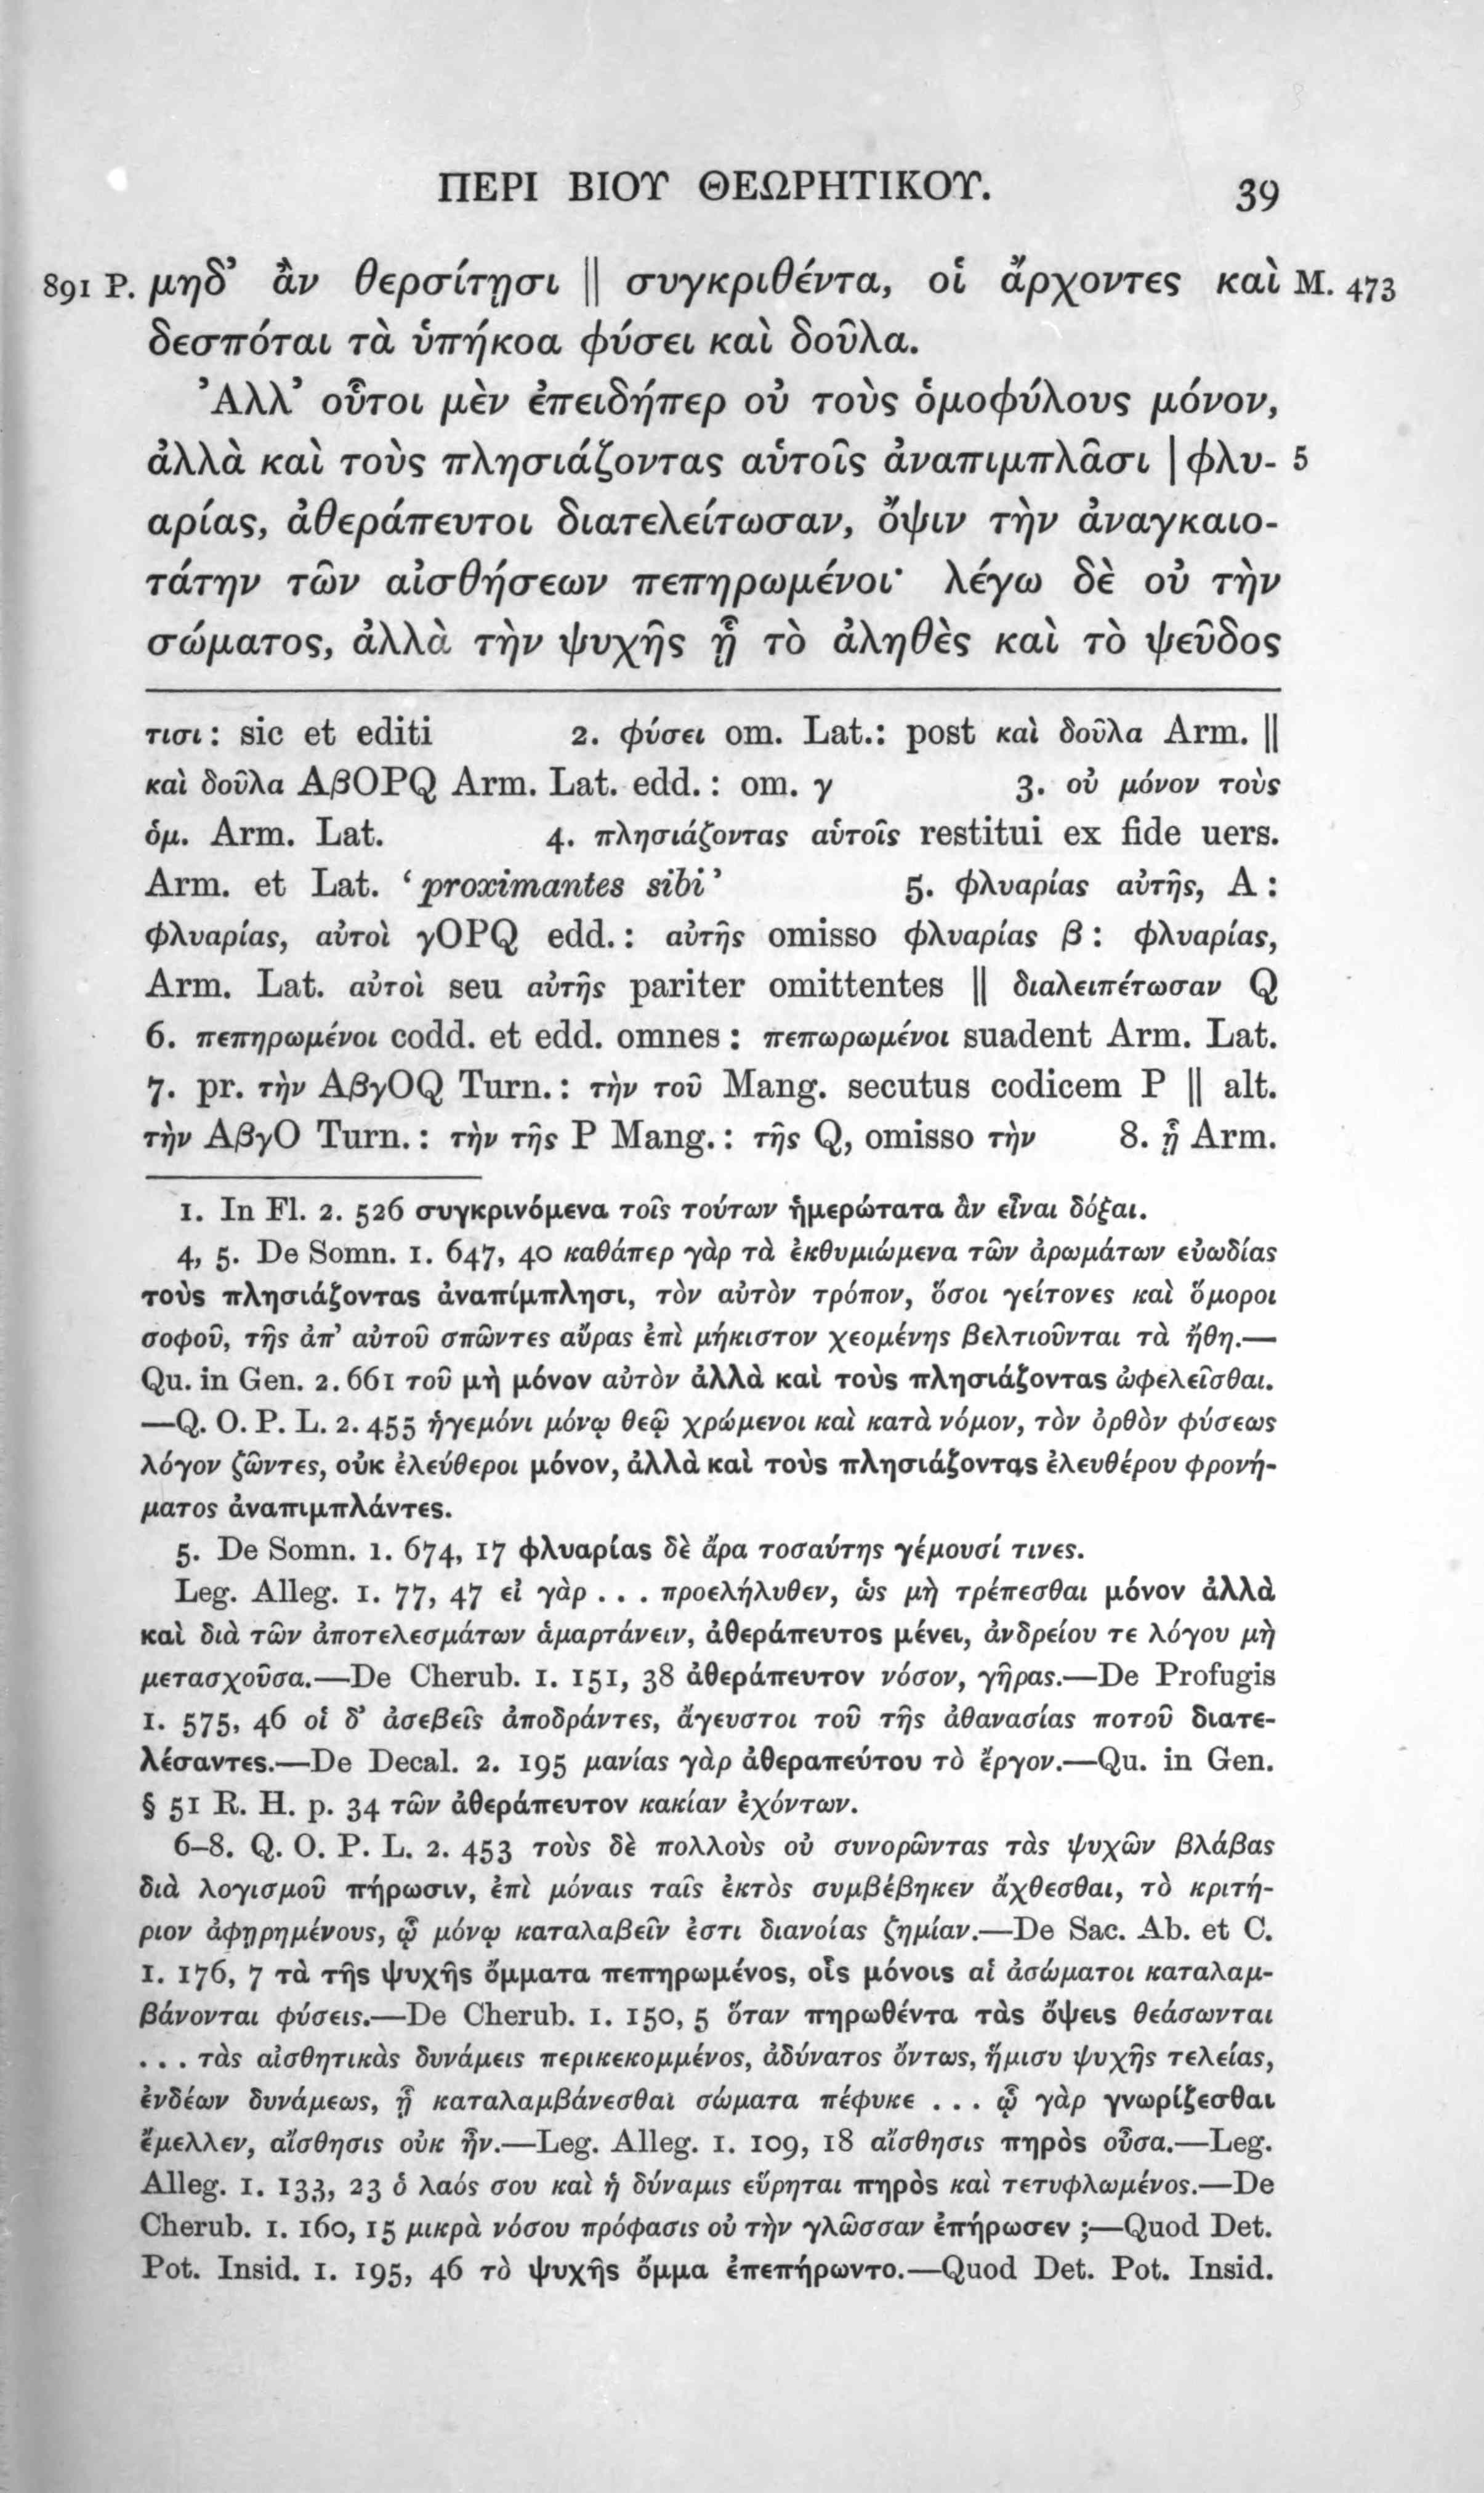 ΠΕΡΙ ΒΙΟΥ ΘΕΩΡΗΤΙΚΟΥ. 39
891 P. μηδ’ ἂν θερσίτῃσι || συγκριθέντα, οἱ ἄρχοντες καὶ M. 473
δεσπόται τὰ ὑπήκοα φύσει καὶ δοῦλα.
Ἀλλ’ οὗτοι μὲν ἐπειδήπερ οὐ τοὺς ὁμοφύλους μόνον,
ἀλλὰ καὶ τοὺς πλησιάζοντας αὑτοῖς ἀναπιμπλᾶσι | φλυ- 5
αρίας, ἀθεράπευτοι διατελείτωσαν, ὄψιν τὴν ἀναγκαιο-
τάτην τῶν αἰσθήσεων πεπηρωμένοι· λέγω δὲ οὐ τὴν
σώματος, ἀλλὰ τὴν ψυχῆς ᾗ τὸ ἀληθὲς καὶ τὸ ψεῦδος
τισι : sic et editi 2. φύσει om. Lat.: post καὶ δοῦλα Arm. ||
καὶ δοῦλα AβOPQ Arm. Lat. edd. : om. γ 3. οὐ μόνον τοὺς
ὁμ. Arm. Lat. 4. πλησιάζοντας αὑτοῖς restitui ex fide uers.
Arm. et Lat. ‘proximantes sibi’ 5. φλυαρίας αὐτῆς, A :
φλυαρίας, αὐτοὶ γOPQ edd. : αὐτῆς omisso φλυαρίας β : φλυαρίας,
Arm. Lat. αὐτοὶ seu αὐτῆς pariter omittentes || διαλειπέτωσαν Q
6. πεπηρωμένοι codd. et edd. omnes : πεπωρωμένοι suadent Arm. Lat.
7. pr. τὴν AβγOQ Turn. : τὴν τοῦ Mang. secutus codicem P || alt.
τὴν AβγO Turn. : τὴν τῆς P Mang. : τῆς Q, omisso τὴν 8. ᾗ Arm.
1. In Fl. 2. 526 συγκρινόμενα τοῖς τούτων ἡμερώτατα ἂν εἶναι δόξαι.
4, 5. De Somn. 1. 647, 40 καθάπερ γὰρ τὰ ἐκθυμιώμενα τῶν ἀρωμάτων εὐωδίας
τοὺς πλησιάζοντας ἀναπίμπλησι, τὸν αὐτὸν τρόπον, ὅσοι γείτονες καὶ ὅμοροι
σοφοῦ, τῆς ἀπ’ αὐτοῦ σπῶντες αὔρας ἐπὶ μήκιστον χεομένης βελτιοῦνται τὰ ἤθη.—
Qu. in Gen. 2. 661 τοῦ μὴ μόνον αὐτὸν ἀλλὰ καὶ τοὺς πλησιάζοντας ὠφελεῖσθαι.
—Q. O. P. L. 2. 455 ἡγεμόνι μόνῳ θεῷ χρώμενοι καὶ κατὰ νόμον, τὸν ὀρθὸν φύσεως
λόγον ζῶντες, οὐκ ἐλεύθεροι μόνον, ἀλλὰ καὶ τοὺς πλησιάζοντας ἐλευθέρου φρονή-
ματος ἀναπιμπλάντες.
5. De Somn. 1. 674, 17 φλυαρίας δὲ ἄρα τοσαύτης γέμουσί τινες.
Leg. Alleg. 1. 77, 47 εἰ γὰρ . . . προελήλυθεν, ὡς μὴ τρέπεσθαι μόνον ἀλλὰ
καὶ διὰ τῶν ἀποτελεσμάτων ἁμαρτάνειν, ἀθεράπευτος μένει, ἀνδρείου τε λόγου μὴ
μετασχοῦσα.—De Cherub. 1. 151, 38 ἀθεράπευτον νόσον, γῆρας.—De Profugis
1. 575, 46 οἱ δ’ ἀσεβεῖς ἀποδράντες, ἄγευστοι τοῦ τῆς ἀθανασίας ποτοῦ διατε-
λέσαντες.—De Decal. 2. 195 μανίας γὰρ ἀθεραπεύτου τὸ ἔργον.—Qu. in Gen.
§ 51 R. H. p. 34 τῶν ἀθεράπευτον κακίαν ἐχόντων.
6–8. Q. O. P. L. 2. 453 τοὺς δὲ πολλοὺς οὐ συνορῶντας τὰς ψυχῶν βλάβας
διὰ λογισμοῦ πήρωσιν, ἐπὶ μόναις ταῖς ἐκτὸς συμβέβηκεν ἄχθεσθαι, τὸ κριτή-
ριον ἀφῃρημένους, ᾧ μόνῳ καταλαβεῖν ἐστι διανοίας ζημίαν.—De Sac. Ab. et C.
1. 176, 7 τὰ τῆς ψυχῆς ὄμματα πεπηρωμένος, οἷς μόνοις αἱ ἀσώματοι καταλαμ-
βάνονται φύσεις.—De Cherub. 1. 150, 5 ὅταν πηρωθέντα τὰς ὄψεις θεάσωνται
. . . τὰς αἰσθητικὰς δυνάμεις περικεκομμένος, ἀδύνατος ὄντως, ἥμισυ ψυχῆς τελείας,
ἐνδέων δυνάμεως, ᾗ καταλαμβάνεσθαι σώματα πέφυκε . . . ᾧ γὰρ γνωρίζεσθαι
ἔμελλεν, αἴσθησις οὐκ ἦν.—Leg. Alleg. 1. 109, 18 αἴσθησις πηρὸς οὖσα.—Leg.
Alleg. 1. 133, 23 ὁ λαός σου καὶ ἡ δύναμις εὕρηται πηρὸς καὶ τετυφλωμένος.—De
Cherub. 1. 160, 15 μικρὰ νόσου πρόφασις οὐ τὴν γλῶσσαν ἐπήρωσεν ;—Quod Det.
Pot. Insid. 1. 195, 46 τὸ ψυχῆς ὄμμα ἐπεπήρωντο.—Quod Det. Pot. Insid.